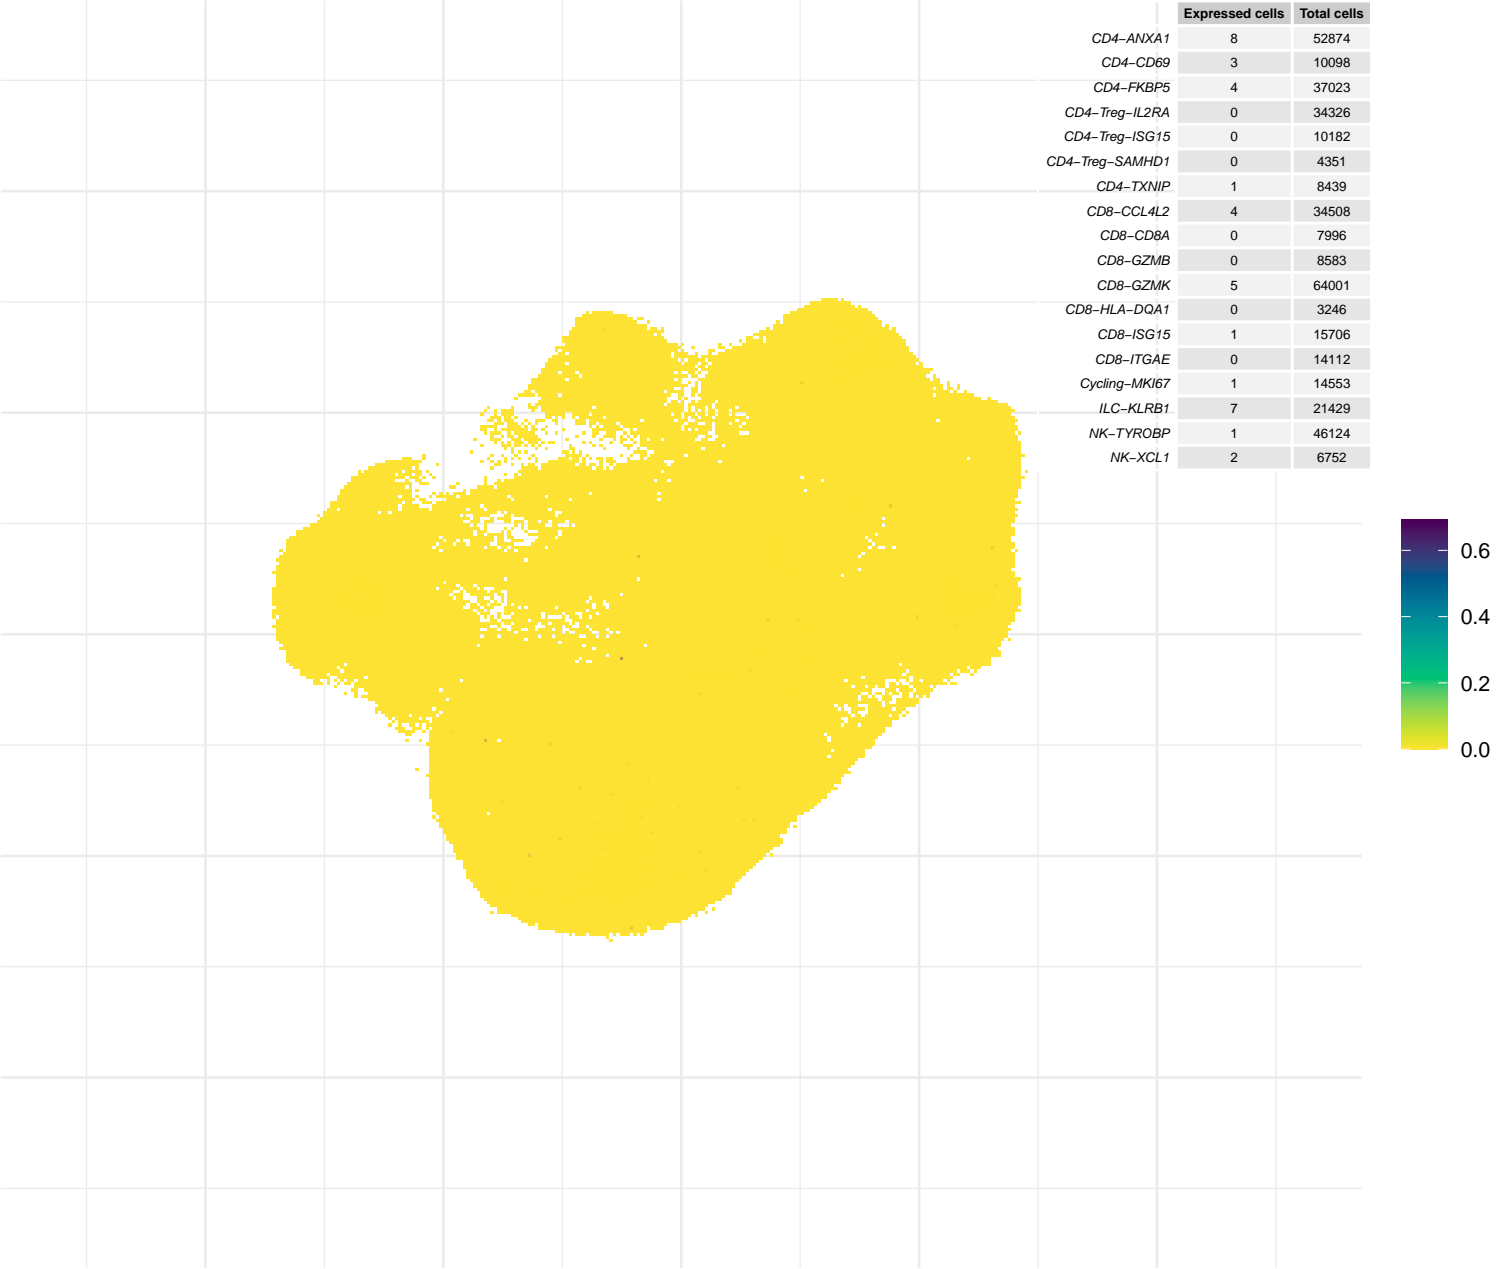 Expressed cells Total cells
CD4−ANXA1 8 52874
CD4−CD69 3 10098
CD4−FKBP5 4 37023
CD4−Treg−IL2RA 0 34326
CD4−Treg−ISG15 0 10182
CD4−Treg−SAMHD1 0 4351
CD4−TXNIP 1 8439
CD8−CCL4L2 4 34508
CD8−CD8A 0 7996
CD8−GZMB 0 8583
CD8−GZMK 5 64001
CD8−HLA−DQA1 0 3246
CD8−ISG15 1 15706
CD8−ITGAE 0 14112
Cycling−MKI67 1 14553
ILC−KLRB1 7 21429
NK−TYROBP 1 46124
NK−XCL1 2 6752
0.6
0.4
0.2
0.0